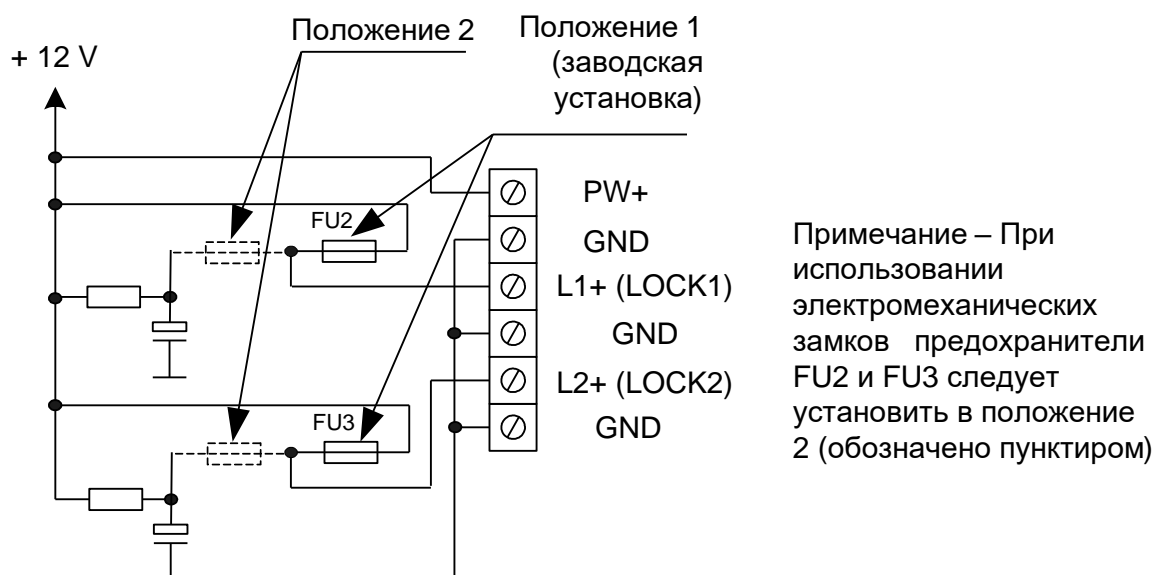 Положение 2
Положение 1
(заводская
установка)
+ 12 V
FU2
FU3
PW+
GND
L1+ (LOCK1)
GND
L2+ (LOCK2)
GND
Примечание – При
использовании
электромеханических
замков предохранители
FU2 и FU3 следует
установить в положение
2 (обозначено пунктиром)